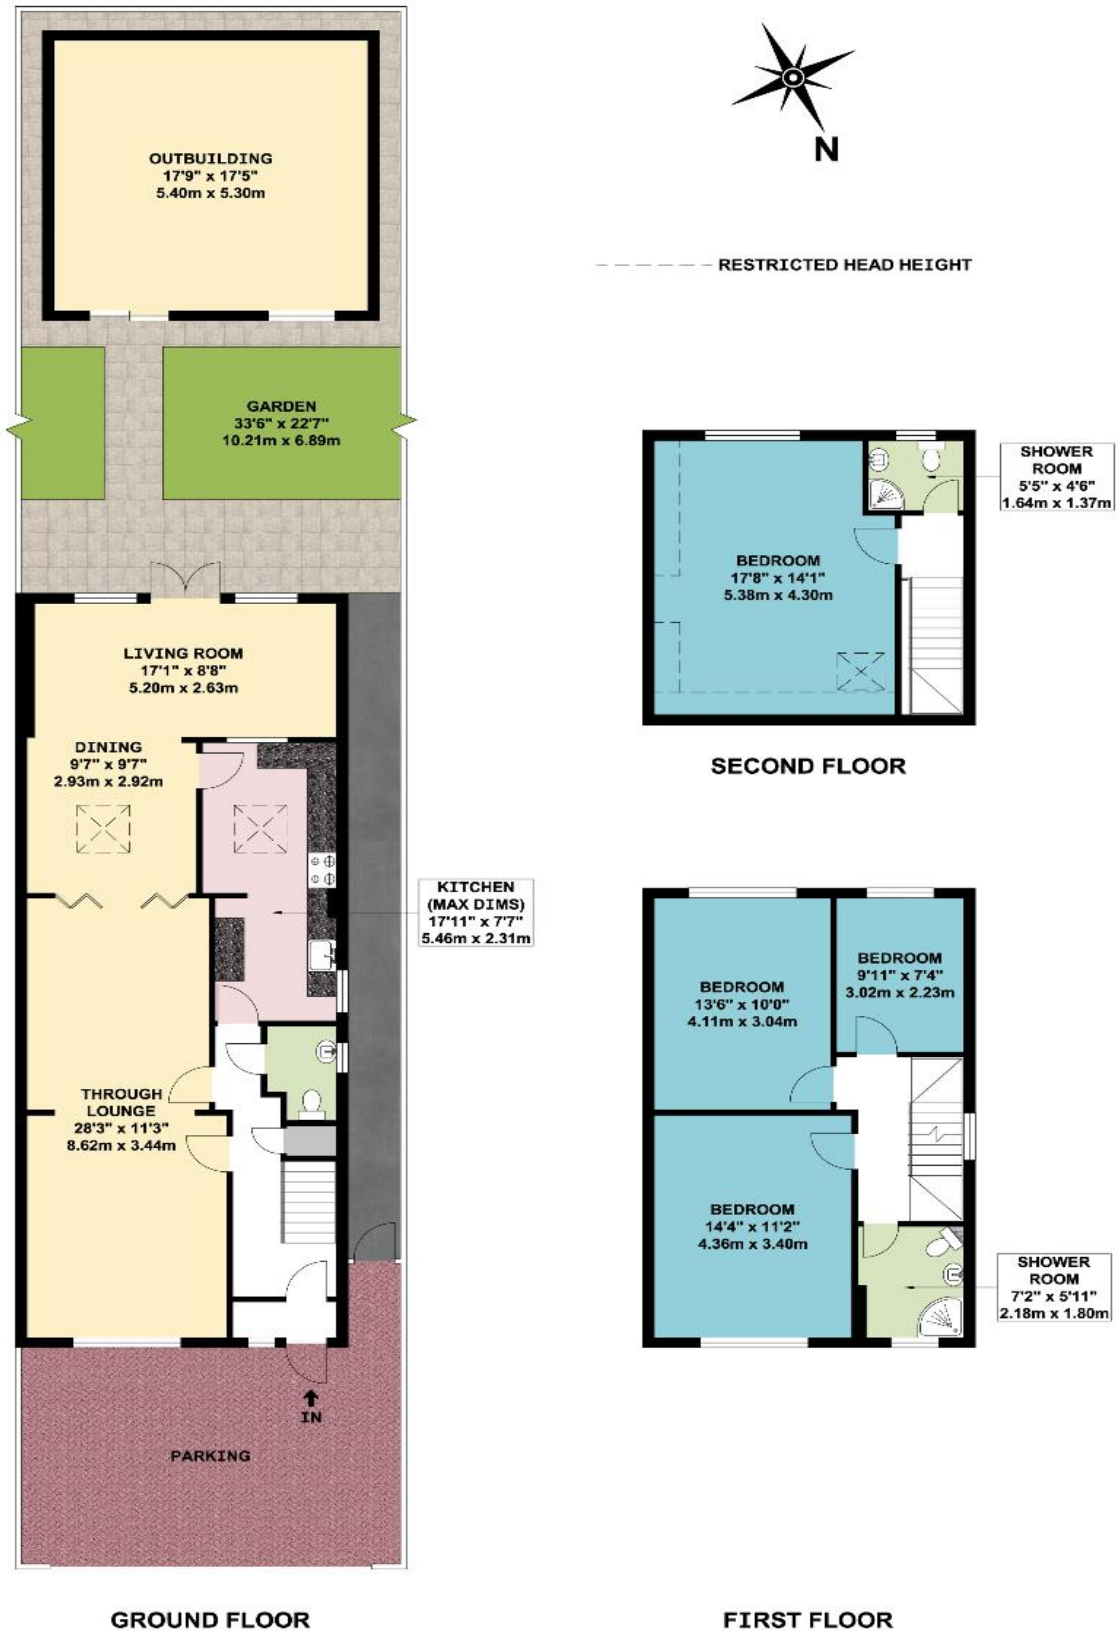 OUTBUILDING
17'9" x 17'5"
5.40m x 5.30m
N
RESTRICTED HEAD HEIGHT
GARDEN
33'6" x 22'7"
10.21m x 6.89m
SHOWER
ROOM
5'5" x 4'6"
1.64m x 1.37m
BEDROOM
17'8" x 14'1"
5.38m x 4.30m
SECOND FLOOR
LIVING ROOM
17'1" x 8'8"
5.20m x 2.63m
DINING
9'7" x 9'7"
2.93m x 2.92m
KITCHEN
(MAX DIMS)
17'11" x 7'7"
5.46m x 2.31m
THROUGH
LOUNGE
28'3" x 11'3"
8.62m x 3.44m
IN
PARKING
GROUND FLOOR
BEDROOM
13'6" x 10'0"
4.11m x 3.04m
BEDROOM
9'11" x 7'4"
3.02m x 2.23m
BEDROOM
14'4" x 11'2"
4.36m x 3.40m
SHOWER
ROOM
7'2" x 5'11"
2.18m x 1.80m
FIRST FLOOR